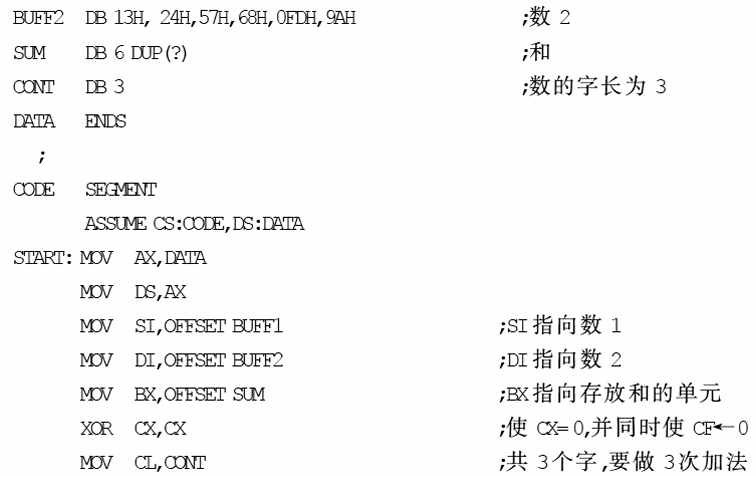 BUFF2 DB 13H, 24H,57H,68H,0FDH,9AH ;数 2
SUM DB 6 DUP(?) ;和
CONT DB 3 ;数的字长为 3
DATA ENDS
;
CODE SEGMENT
ASSUME CS:CODE,DS:DATA
START: MOV AX,DATA
MOV DS,AX
MOV SI,OFFSET BUFF1 ;SI 指向数 1
MOV DI,OFFSET BUFF2 ;DI 指向数 2
MOV BX,OFFSET SUM ;BX 指向存放和的单元
XOR CX,CX ;使 CX=0,并同时使 CF←0
MOV CL,CONT ;共 3个字,要做 3次加法